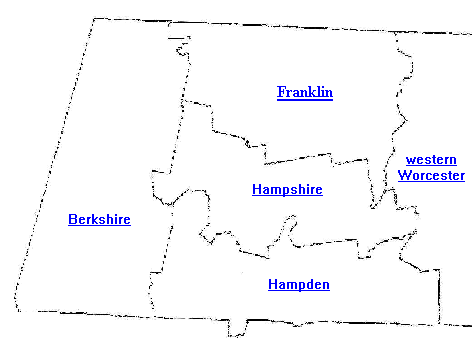 Franklin
western
Worcester
Hampshire
Berkshire
Hampden